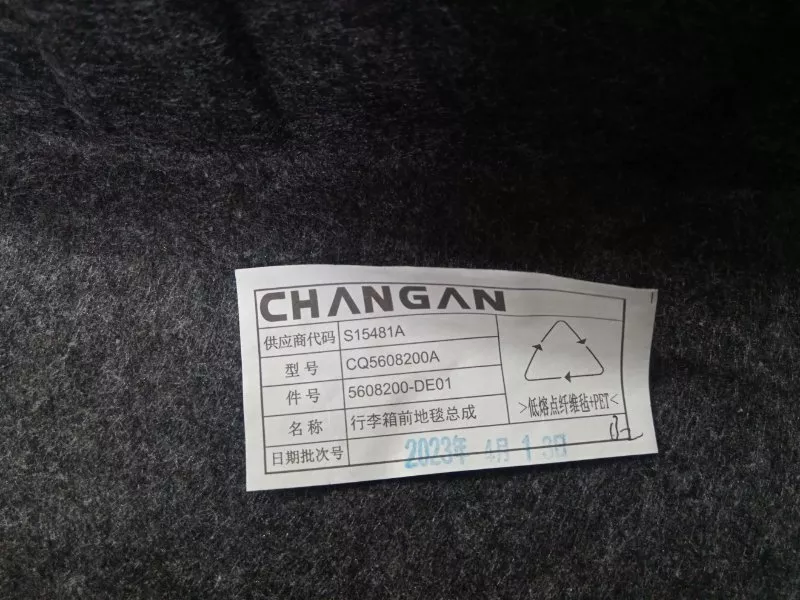 CHANGAN
供应商代码 S15481A
型号 CQ5608200A
件号 5608200-DE01
名称 行李箱前地毯总成
日期批次号 2023年 4月 13日
>低熔点纤维毡+PET<